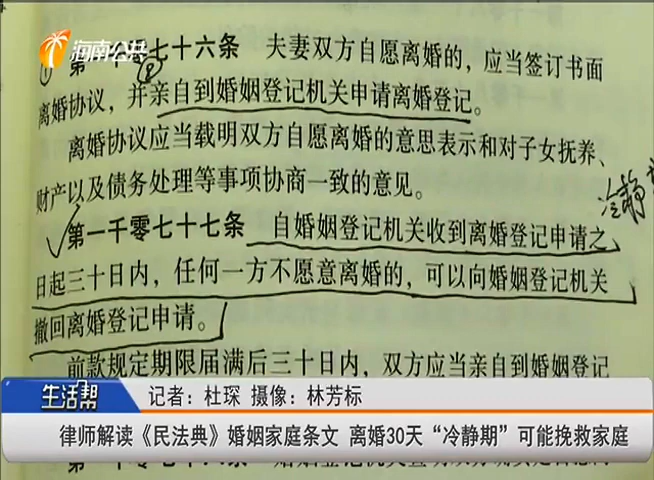 海南公共
第一千零七十六条 夫妻双方自愿离婚的，应当签订书面
离婚协议，并亲自到婚姻登记机关申请离婚登记。
离婚协议应当载明双方自愿离婚的意思表示和对子女抚养、
财产以及债务处理等事项协商一致的意见。
冷静
第一千零七十七条 自婚姻登记机关收到离婚登记申请之
日起三十日内，任何一方不愿意离婚的，可以向婚姻登记机关
撤回离婚登记申请。
前款规定期限届满后三十日内，双方应当亲自到婚姻登记
生活帮
记者：杜琛 摄像：林芳标
律师解读《民法典》婚姻家庭条文 离婚30天“冷静期”可能挽救家庭